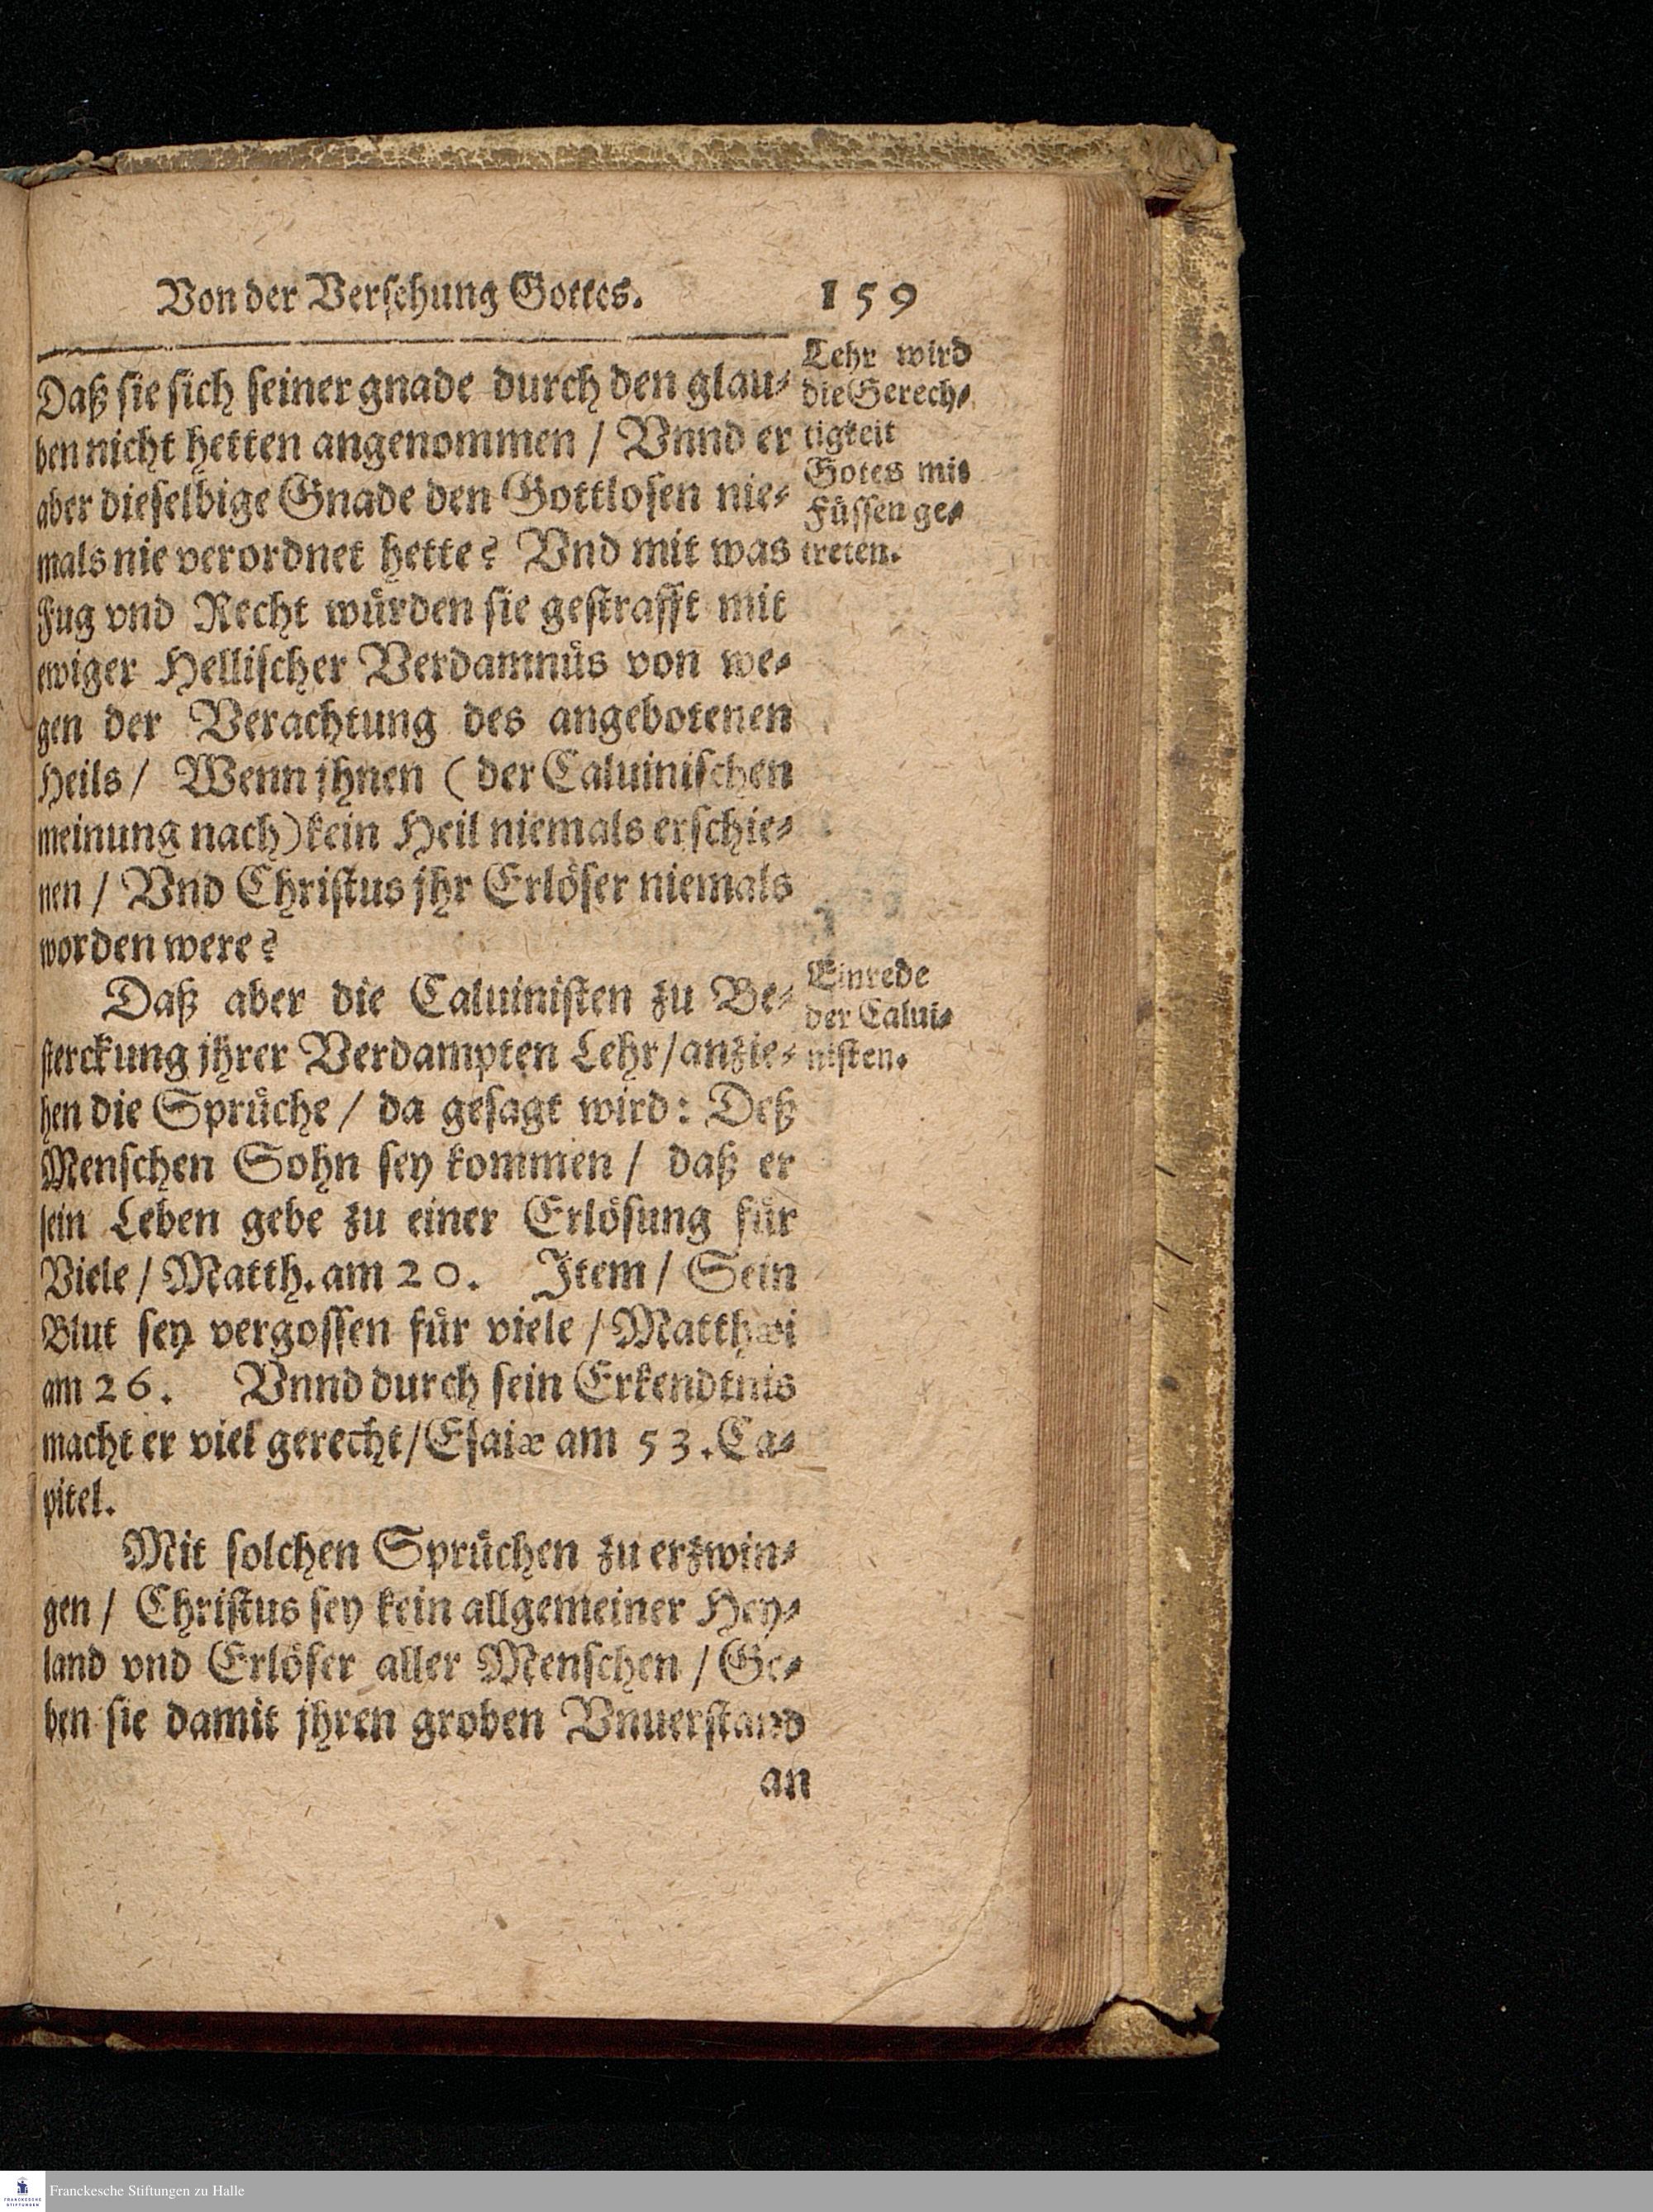 Von der Versehung Gottes. 159
Daß sie sich seiner gnade durch den glau⸗
ben nicht hetten angenommen / Vnnd er
aber dieselbige Gnade den Gottlosen nie⸗
mals nie verordnet hette? Vnd mit was
Fug vnd Recht würden sie gestrafft mit
ewiger Hellischer Verdamnüs von we⸗
gen der Verachtung des angebotenen
Heils / Wenn jhnen (der Caluinischen
meinung nach) kein Heil niemals erschie⸗
nen / Vnd Christus jhr Erlöser niemals
worden were?
Lehr wird
die Gerech⸗
tigkeit
Gotes mit
Füssen ge⸗
treten.
Daß aber die Caluinisten zu Be⸗
sterckung jhrer Verdampten Lehr / anzie⸗
hen die Sprüche / da gesagt wird: Deß
Menschen Sohn sey kommen / daß er
sein Leben gebe zu einer Erlösung für
Viele / Matth. am 20. Item / Sein
Blut sey vergossen für viele / Matthæi
am 26. Vnnd durch sein Erkendtnis
macht er viel gerecht / Esaiæ am 53. Ca⸗
pitel.
Einrede
der Calui⸗
nisten.
Mit solchen Sprüchen zu erzwin⸗
gen / Christus sey kein allgemeiner Hey⸗
land vnd Erlöser aller Menschen / Ge⸗
ben sie damit jhren groben Vnuerstand
an
Franckesche Stiftungen zu Halle
FRANCKESCHE
STIFTUNGEN